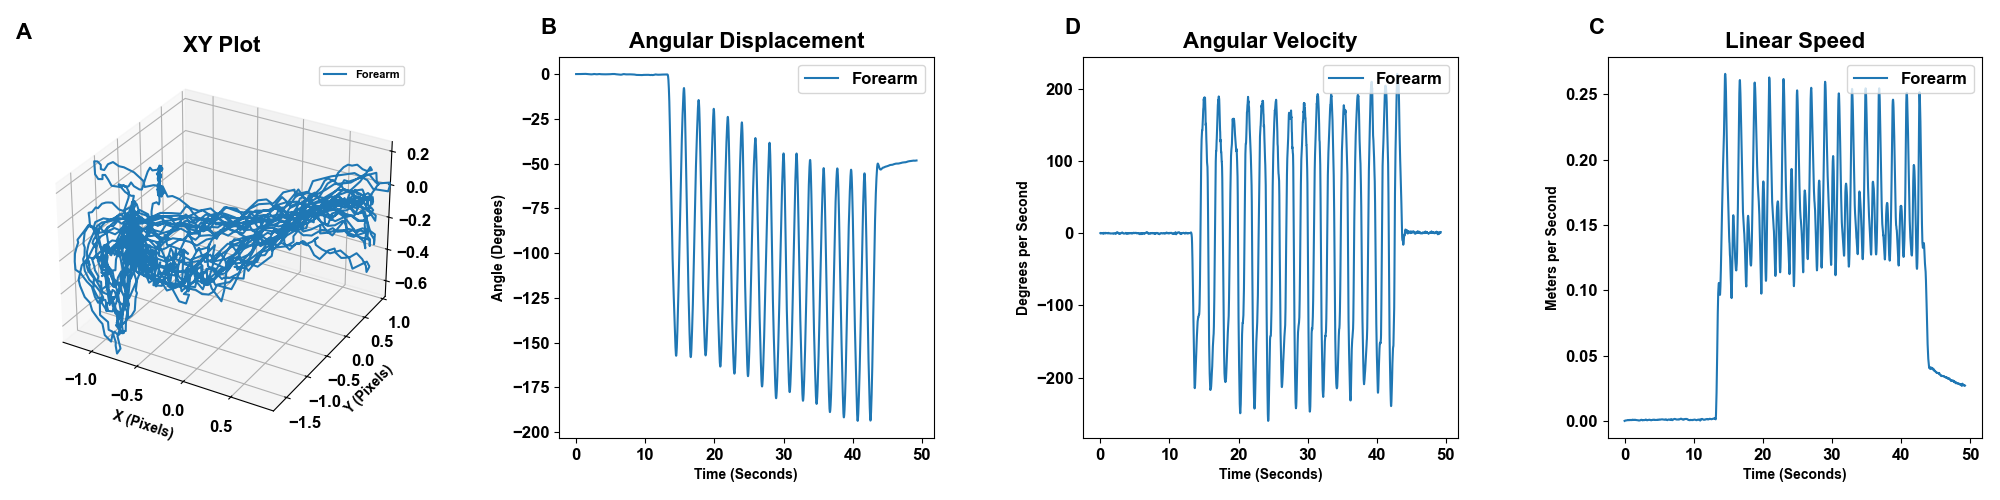 A
XY Plot
Forearm
0.2
0.0
−0.2
−0.4
−0.6
1.0
0.5
0.0
−0.5
−1.0
−1.5
Y (Pixels)
−1.0
−0.5
0.0
0.5
X (Pixels)
B
Angular Displacement
Forearm
0
−25
−50
−75
−100
−125
−150
−175
−200
Angle (Degrees)
0 10 20 30 40 50
Time (Seconds)
D
Angular Velocity
Forearm
200
100
0
−100
−200
Degrees per Second
0 10 20 30 40 50
Time (Seconds)
C
Linear Speed
Forearm
0.25
0.20
0.15
0.10
0.05
0.00
Meters per Second
0 10 20 30 40 50
Time (Seconds)